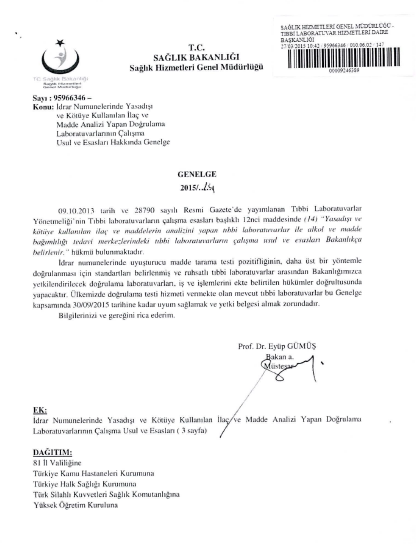 SAĞLIK HİZMETLERİ GENEL MÜDÜRLÜĞÜ -
TIBBİ LABORATUVAR HİZMETLERİ DAİRE
BAŞKANLIĞI
27/03/2015 10:42 - 95966346 / 010.06.02 / 147
00009246309
T.C.
SAĞLIK BAKANLIĞI
Sağlık Hizmetleri Genel Müdürlüğü
T.C. Sağlık Bakanlığı
Sağlık Hizmetleri
Genel Müdürlüğü
Sayı : 95966346 –
Konu: İdrar Numunelerinde Yasadışı
ve Kötüye Kullanılan İlaç ve
Madde Analizi Yapan Doğrulama
Laboratuvarlarının Çalışma
Usul ve Esasları Hakkında Genelge
GENELGE
2015/..
09.10.2013 tarih ve 28790 sayılı Resmi Gazete'de yayımlanan Tıbbi Laboratuvarlar
Yönetmeliği'nin Tıbbi laboratuvarların çalışma esasları başlıklı 12nci maddesinde (14) "Yasadışı ve
kötüye kullanılan ilaç ve maddelerin analizini yapan tıbbi laboratuvarlar ile alkol ve madde
bağımlılığı tedavi merkezlerindeki tıbbi laboratuvarların çalışma usul ve esasları Bakanlıkça
belirlenir." hükmü bulunmaktadır.
İdrar numunelerinde uyuşturucu madde tarama testi pozitifliğinin, daha üst bir yöntemle
doğrulanması için standartları belirlenmiş ve ruhsatlı tıbbi laboratuvarlar arasından Bakanlığımızca
yetkilendirilecek doğrulama laboratuvarları, iş ve işlemlerini ekte belirtilen hükümler doğrultusunda
yapacaktır. Ülkemizde doğrulama testi hizmeti vermekte olan mevcut tıbbi laboratuvarlar bu Genelge
kapsamında 30/09/2015 tarihine kadar uyum sağlamak ve yetki belgesi almak zorundadır.
Bilgilerinizi ve gereğini rica ederim.
Prof. Dr. Eyüp GÜMÜŞ
Bakan a.
Müsteşar
EK:
İdrar Numunelerinde Yasadışı ve Kötüye Kullanılan İlaç ve Madde Analizi Yapan Doğrulama
Laboratuvarlarının Çalışma Usul ve Esasları ( 3 sayfa)
DAĞITIM:
81 İl Valiliğine
Türkiye Kamu Hastaneleri Kurumuna
Türkiye Halk Sağlığı Kurumuna
Türk Silahlı Kuvvetleri Sağlık Komutanlığına
Yüksek Öğretim Kuruluna